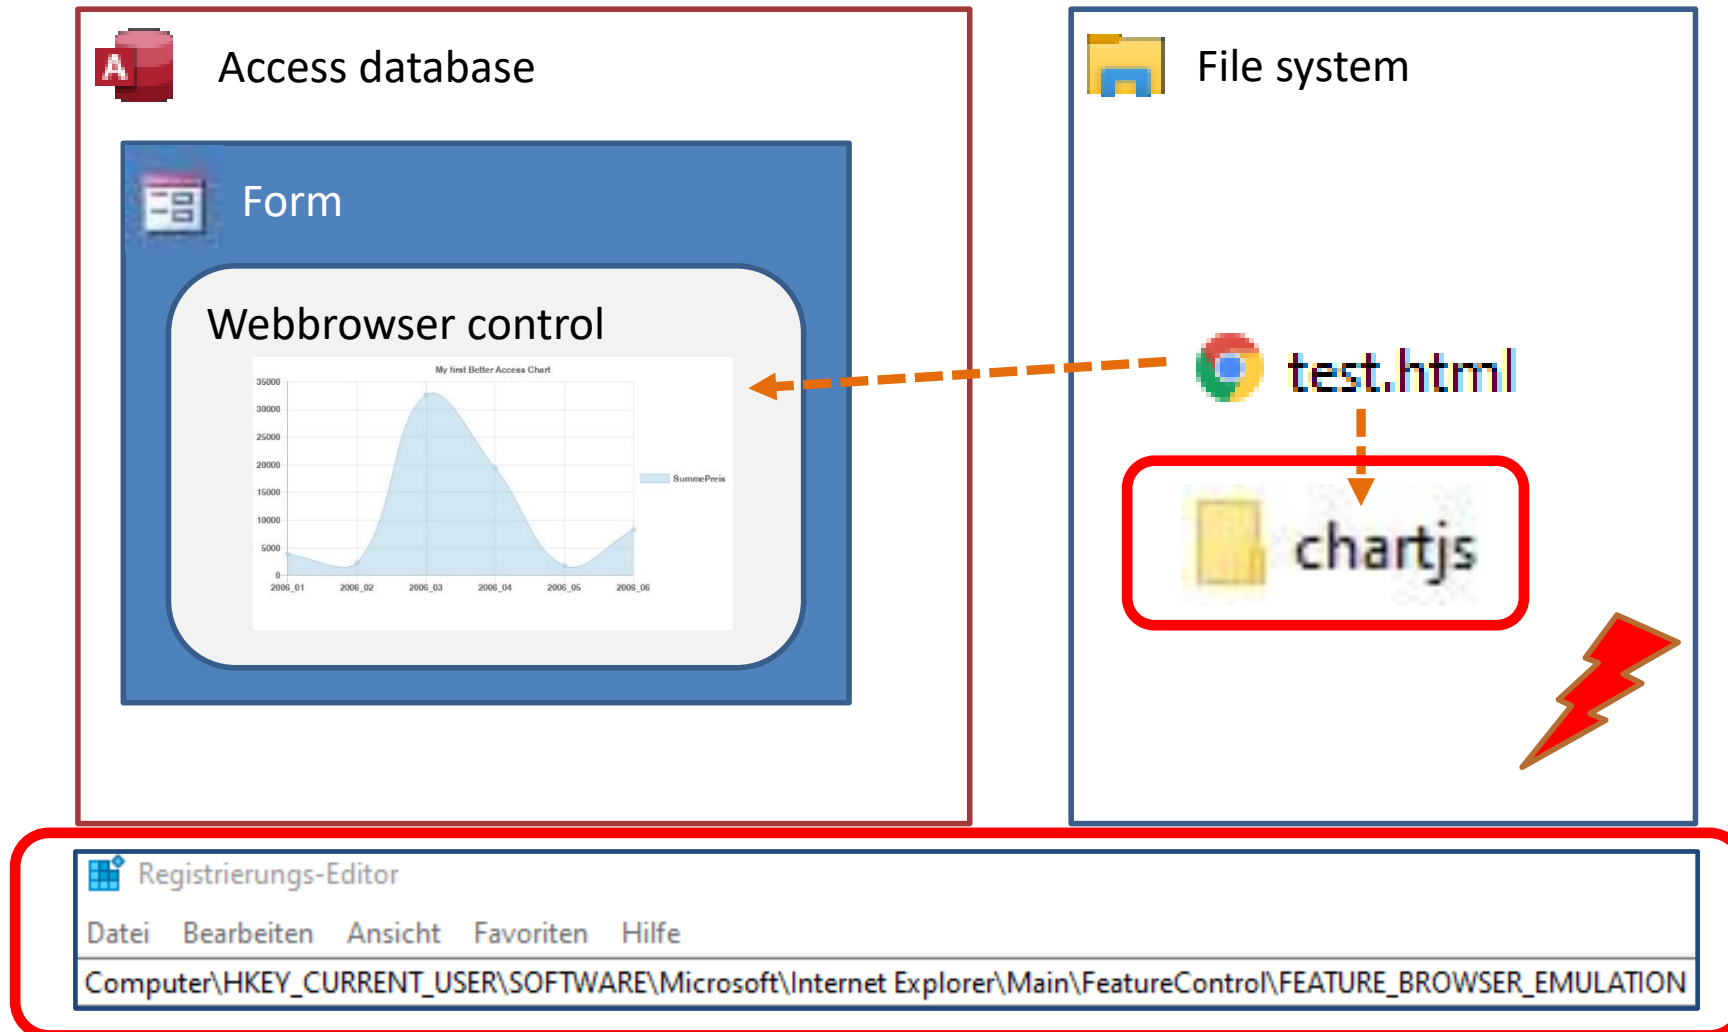 Access database
Form
Webbrowser control
My first Better Access Chart
35000
30000
25000
20000
15000
10000
5000
0
2006_01 2006_02 2006_03 2006_04 2006_05 2006_06
SummePreis
File system
test.html
chartjs
Registrierungs-Editor
Datei Bearbeiten Ansicht Favoriten Hilfe
Computer\HKEY_CURRENT_USER\SOFTWARE\Microsoft\Internet Explorer\Main\FeatureControl\FEATURE_BROWSER_EMULATION